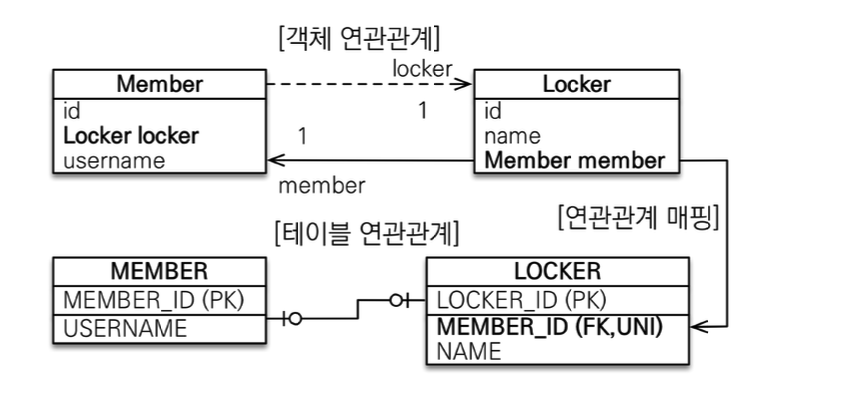 [객체 연관관계]
locker
Member
Locker
id
Locker locker
username
1
1
id
name
Member member
member
[연관관계 매핑]
[테이블 연관관계]
MEMBER
MEMBER_ID (PK)
USERNAME
LOCKER
LOCKER_ID (PK)
MEMBER_ID (FK,UNI)
NAME